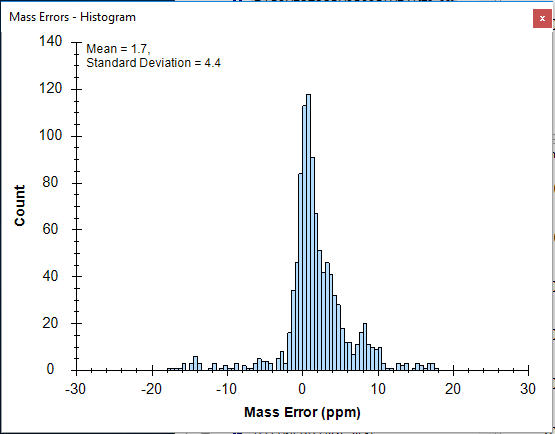 Mass Errors - Histogram
x
Mean = 1.7,
Standard Deviation = 4.4
140
120
100
80
60
40
20
0
Count
-30
-20
-10
0
10
20
30
Mass Error (ppm)